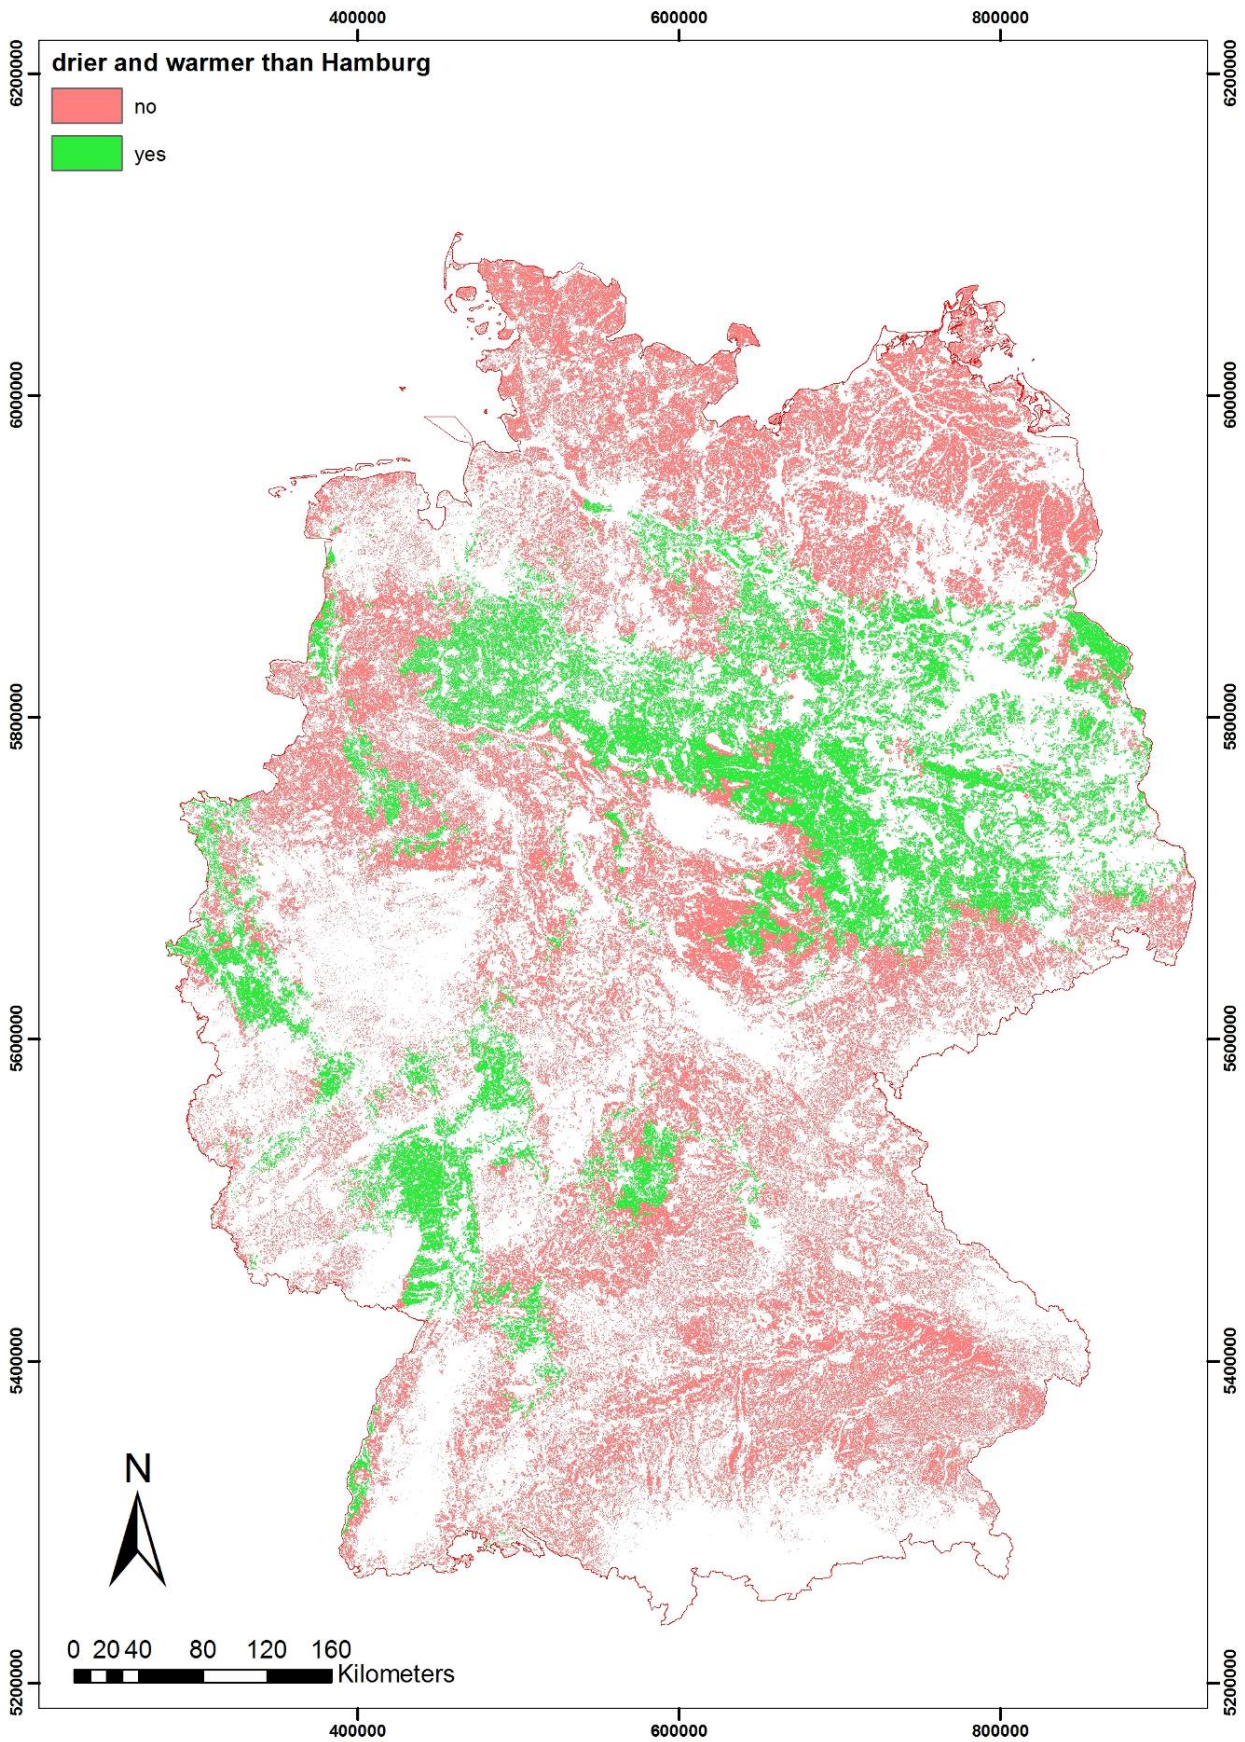 400000 600000 800000
drier and warmer than Hamburg
no
yes
6200000 6200000
6000000 6000000
5800000 5800000
5600000 5600000
5400000 5400000
N
0 20 40 80 120 160
Kilometers
5200000 5200000
400000 600000 800000